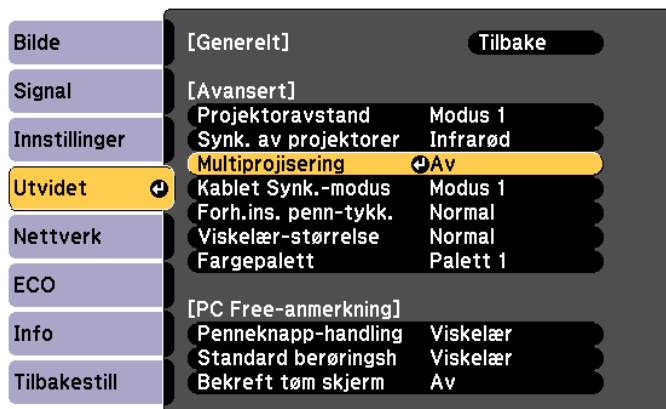 Bilde
Signal
Innstillinger
Utvidet
Nettverk
ECO
Info
Tilbakestill
[Generelt] Tilbake
[Avansert]
Projektoravstand Modus 1
Synk. av projektorer Infrarød
Multiprojisering Av
Kablet Synk.-modus Modus 1
Forh.ins. penn-tykk. Normal
Viskelær-størrelse Normal
Fargepalett Palett 1
[PC Free-anmerkning]
Penneknapp-handling Viskelær
Standard berøringsh Viskelær
Bekreft tøm skjerm Av